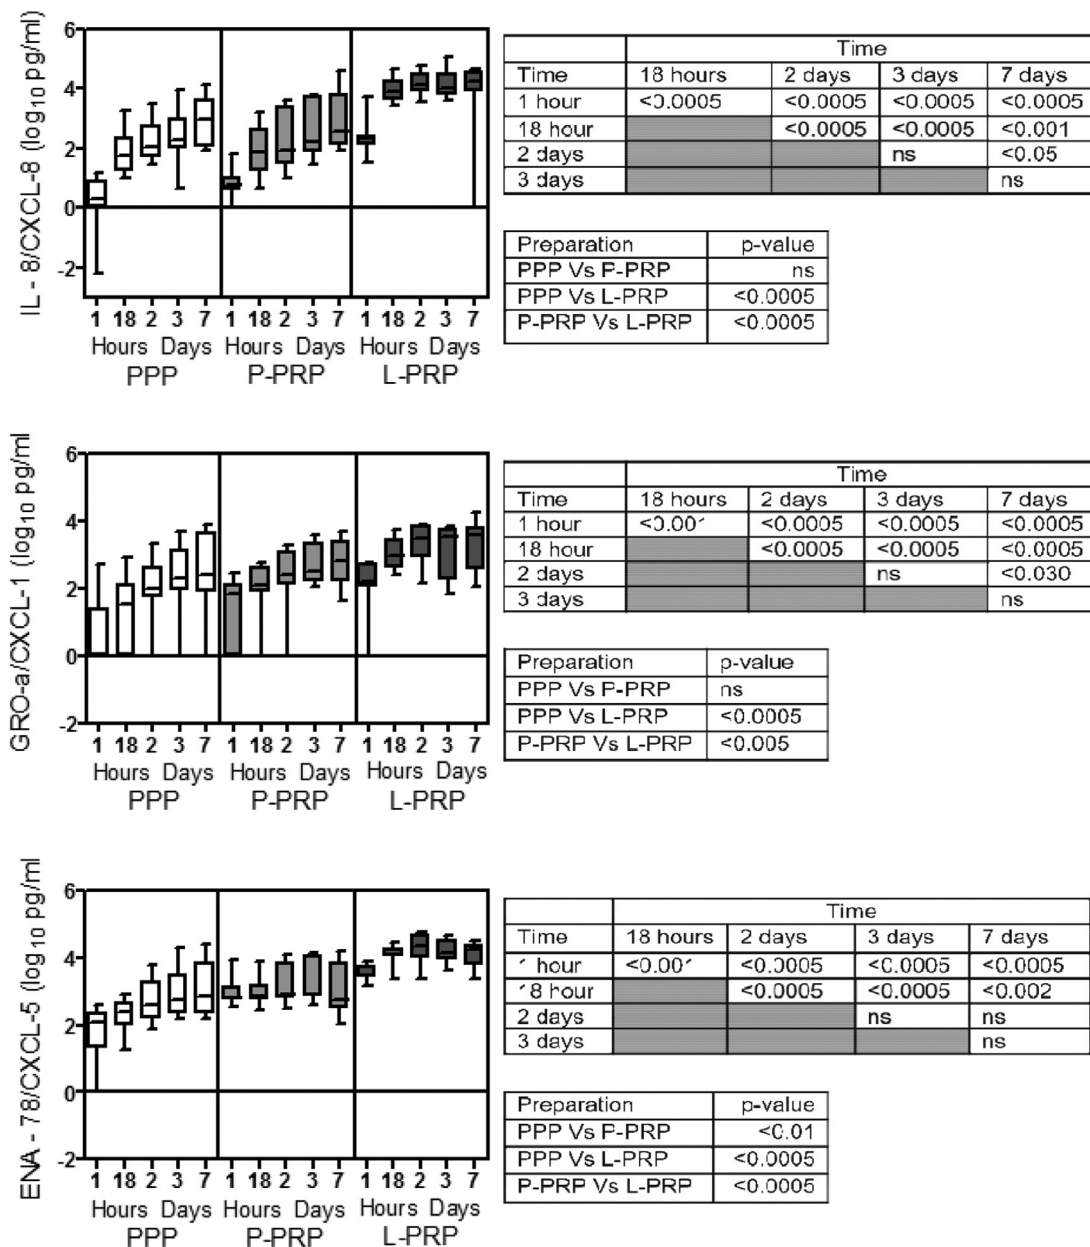 IL - 8/CXCL-8 (log10 pg/ml)
6
4
2
0
-2
1 18 2 3 7 1 18 2 3 7 1 18 2 3 7
Hours Days Hours Days Hours Days
PPP P-PRP L-PRP
Time
Time 18 hours 2 days 3 days 7 days
1 hour <0.0005 <0.0005 <0.0005 <0.0005
18 hour <0.0005 <0.0005 <0.001
2 days ns <0.05
3 days ns
Preparation p-value
PPP Vs P-PRP ns
PPP Vs L-PRP <0.0005
P-PRP Vs L-PRP <0.0005
GRO-a/CXCL-1 (log10 pg/ml
6
4
2
0
-2
1 18 2 3 7 1 18 2 3 7 1 18 2 3 7
Hours Days Hours Days Hours Days
PPP P-PRP L-PRP
Time
Time 18 hours 2 days 3 days 7 days
1 hour <0.001 <0.0005 <0.0005 <0.0005
18 hour <0.0005 <0.0005 <0.0005
2 days ns <0.030
3 days ns
Preparation p-value
PPP Vs P-PRP ns
PPP Vs L-PRP <0.0005
P-PRP Vs L-PRP <0.005
ENA - 78/CXCL-5 (log10 pg/ml
6
4
2
0
-2
1 18 2 3 7 1 18 2 3 7 1 18 2 3 7
Hours Days Hours Days Hours Days
PPP P-PRP L-PRP
Time
Time 18 hours 2 days 3 days 7 days
1 hour <0.001 <0.0005 <0.0005 <0.0005
18 hour <0.0005 <0.0005 <0.002
2 days ns ns
3 days ns
Preparation p-value
PPP Vs P-PRP <0.01
PPP Vs L-PRP <0.0005
P-PRP Vs L-PRP <0.0005